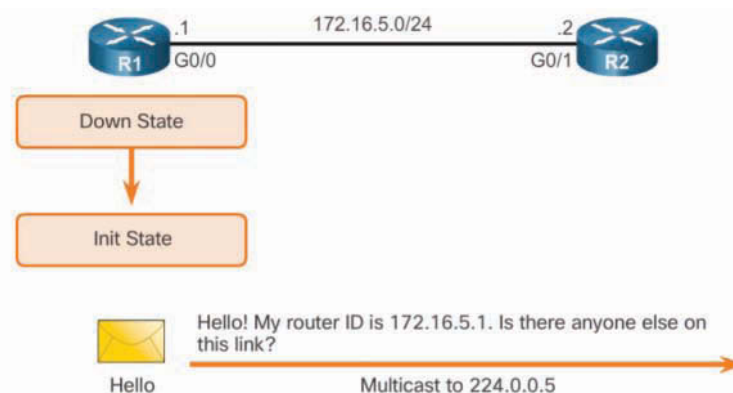 172.16.5.0/24
.1
.2
R1
G0/0
G0/1
R2
Down State
Init State
Hello! My router ID is 172.16.5.1. Is there anyone else on
this link?
Hello
Multicast to 224.0.0.5